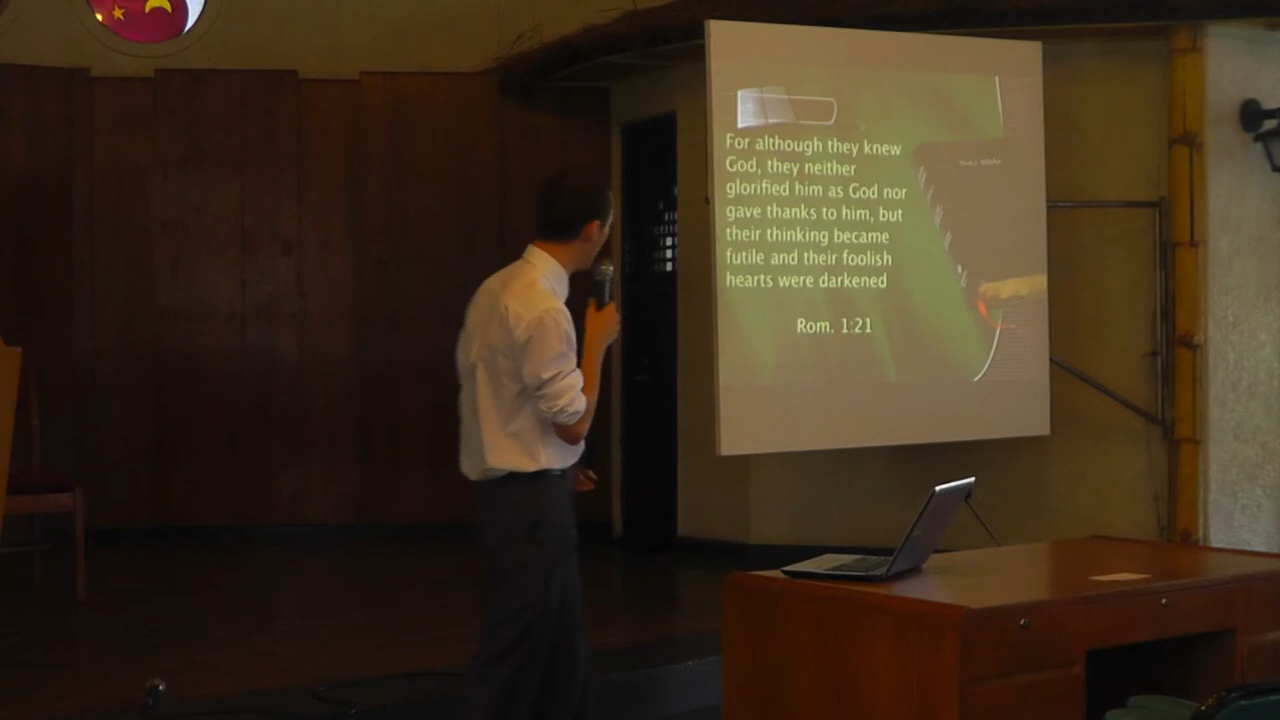 For although they knew
God, they neither
glorified him as God nor
gave thanks to him, but
their thinking became
futile and their foolish
hearts were darkened
Rom. 1:21